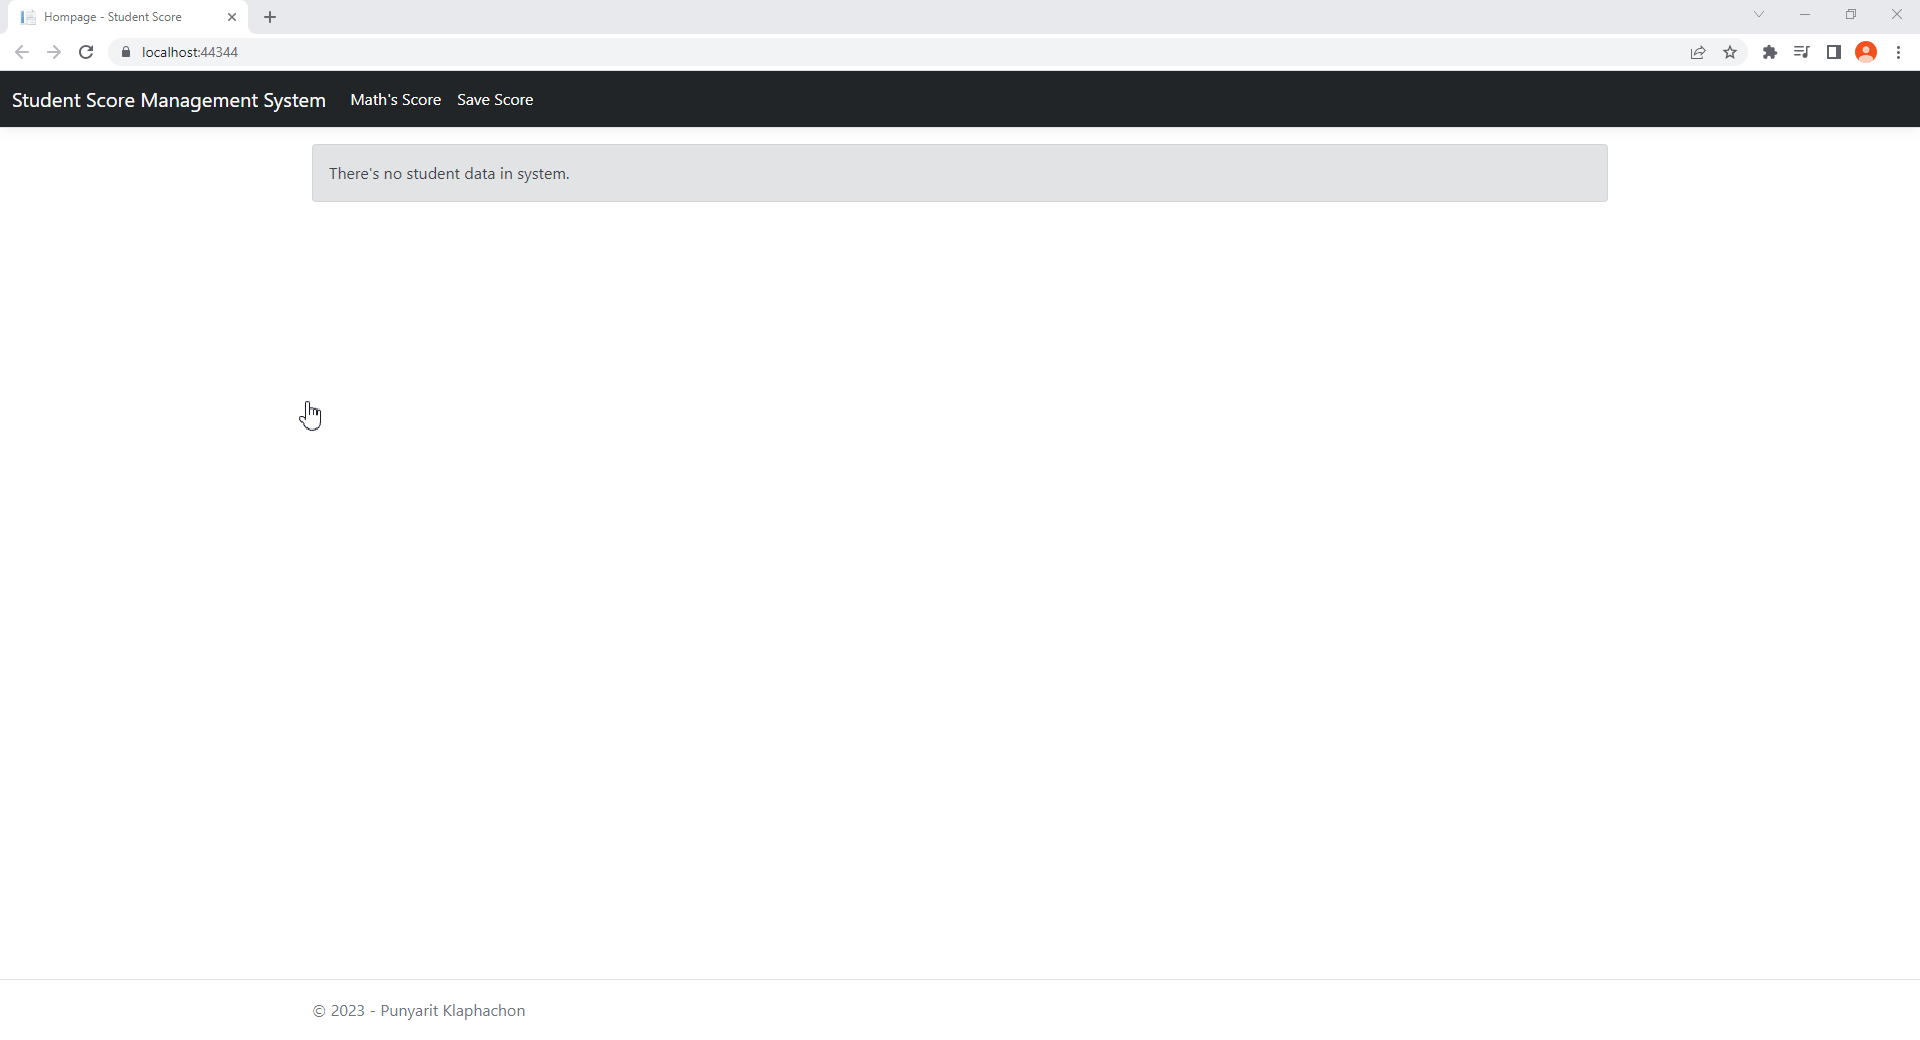 Hompage - Student Score
localhost:44344
Student Score Management System Math's Score Save Score
There's no student data in system.
© 2023 - Punyarit Klaphachon